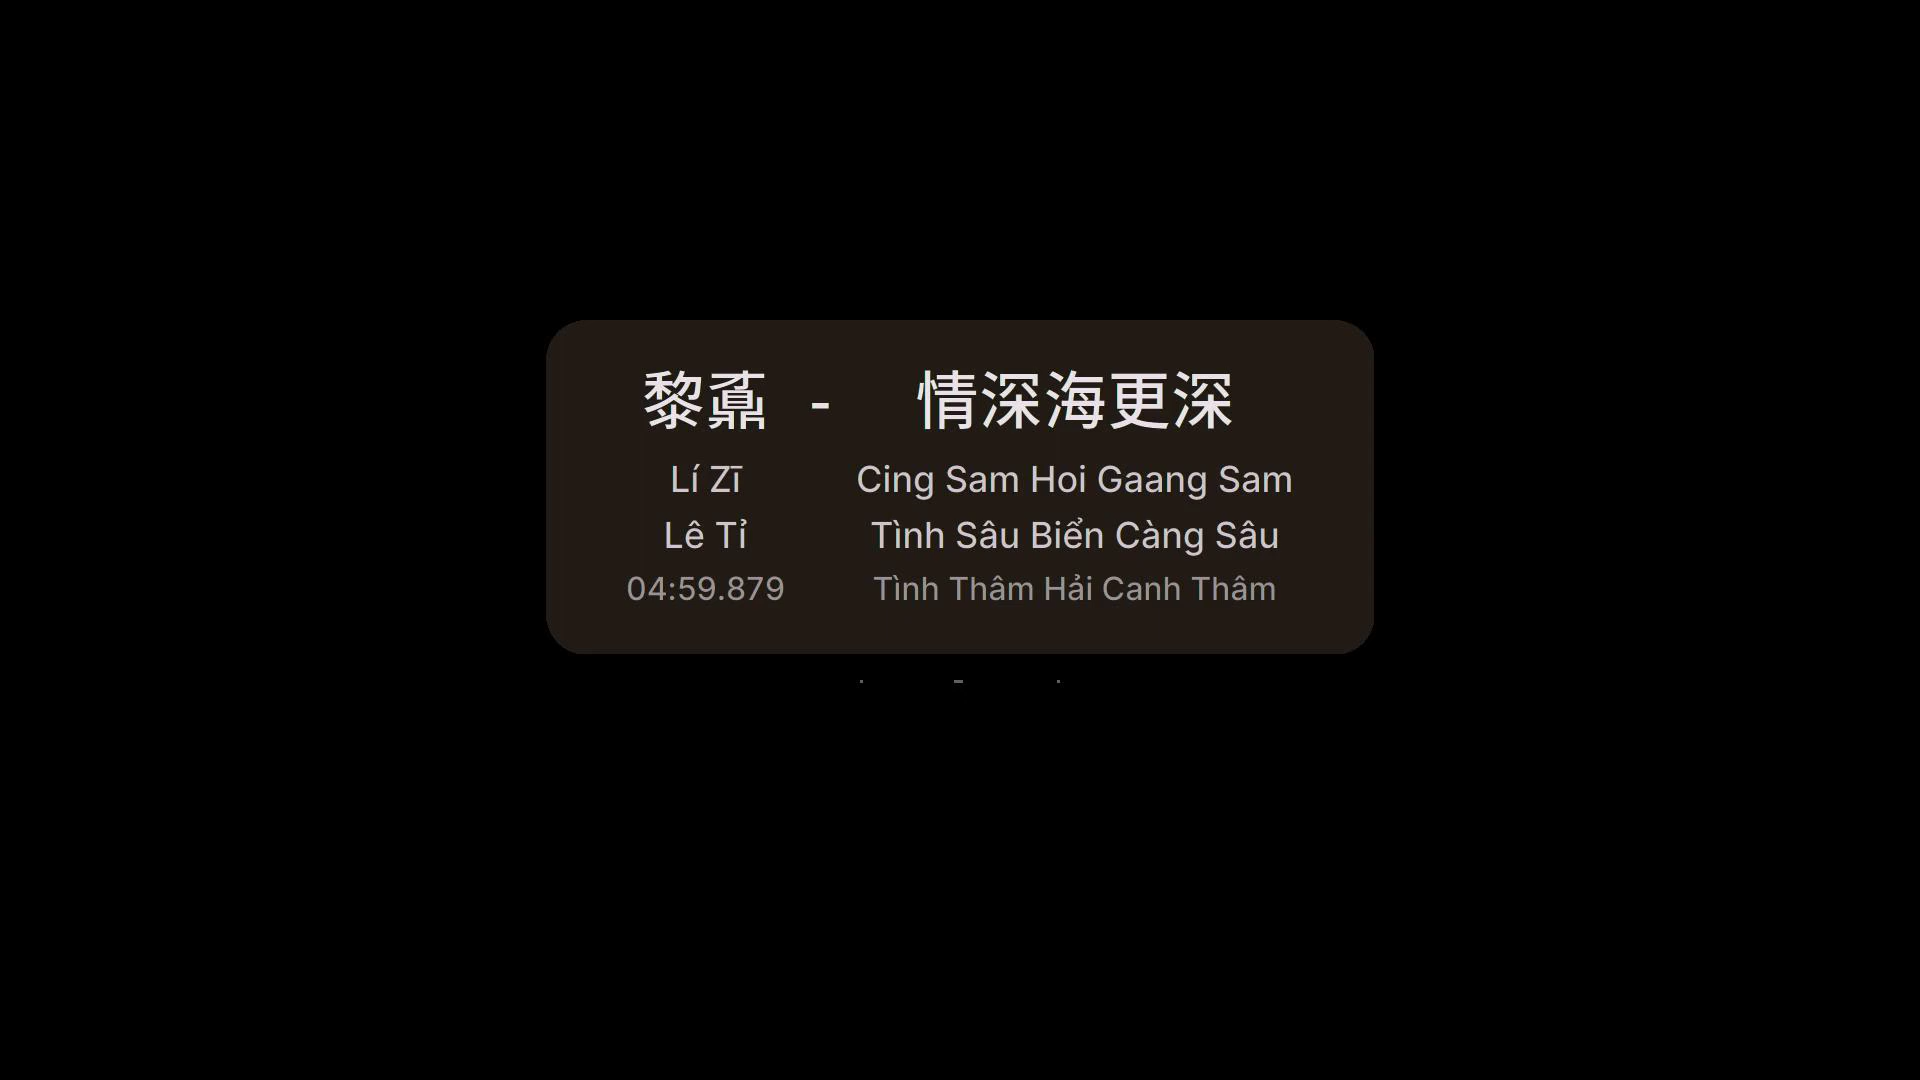 黎鼒 - 情深海更深
Lí Zī Cing Sam Hoi Gaang Sam
Lê Tỉ Tình Sâu Biển Càng Sâu
04:59.879 Tình Thâm Hải Canh Thâm